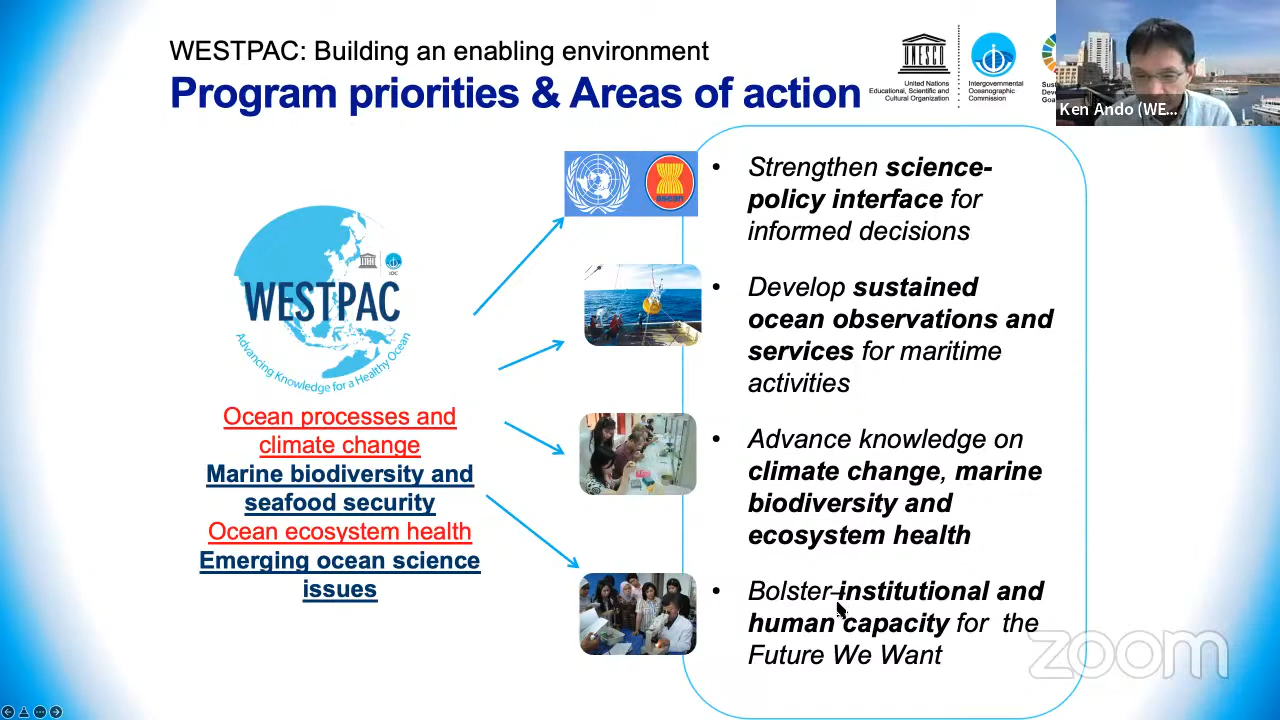 WESTPAC: Building an enabling environment
Program priorities & Areas of action
UNESCO
United Nations
Educational, Scientific and
Cultural Organization
Intergovernmental
Oceanographic
Commission
Ken Ando (WE...
asean
WESTPAC
Advancing Knowledge for a Healthy Ocean
Ocean processes and
climate change
Marine biodiversity and
seafood security
Ocean ecosystem health
Emerging ocean science
issues
• Strengthen science-
policy interface for
informed decisions
• Develop sustained
ocean observations and
services for maritime
activities
• Advance knowledge on
climate change, marine
biodiversity and
ecosystem health
• Bolster institutional and
human capacity for the
Future We Want
zoom